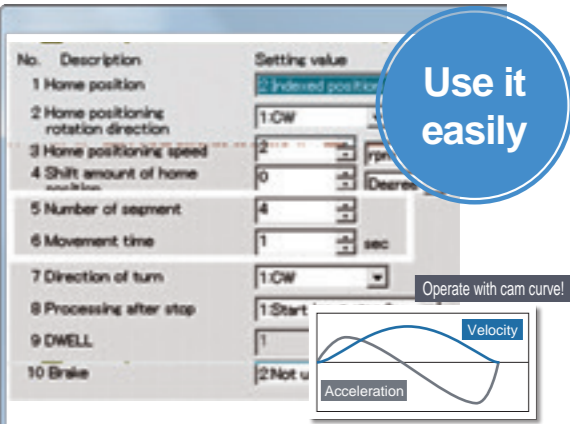 No. Description Setting value
1 Home position 2:Indexed position
2 Home positioning rotation direction 1:CW
3 Home positioning speed 2 rpm
4 Shift amount of home position 0 Degree
5 Number of segment 4
6 Movement time 1 sec
7 Direction of turn 1:CW
8 Processing after stop 1:Start
9 DWELL 1
10 Brake 2:Not u
Use it
easily
Operate with cam curve!
Velocity
Acceleration